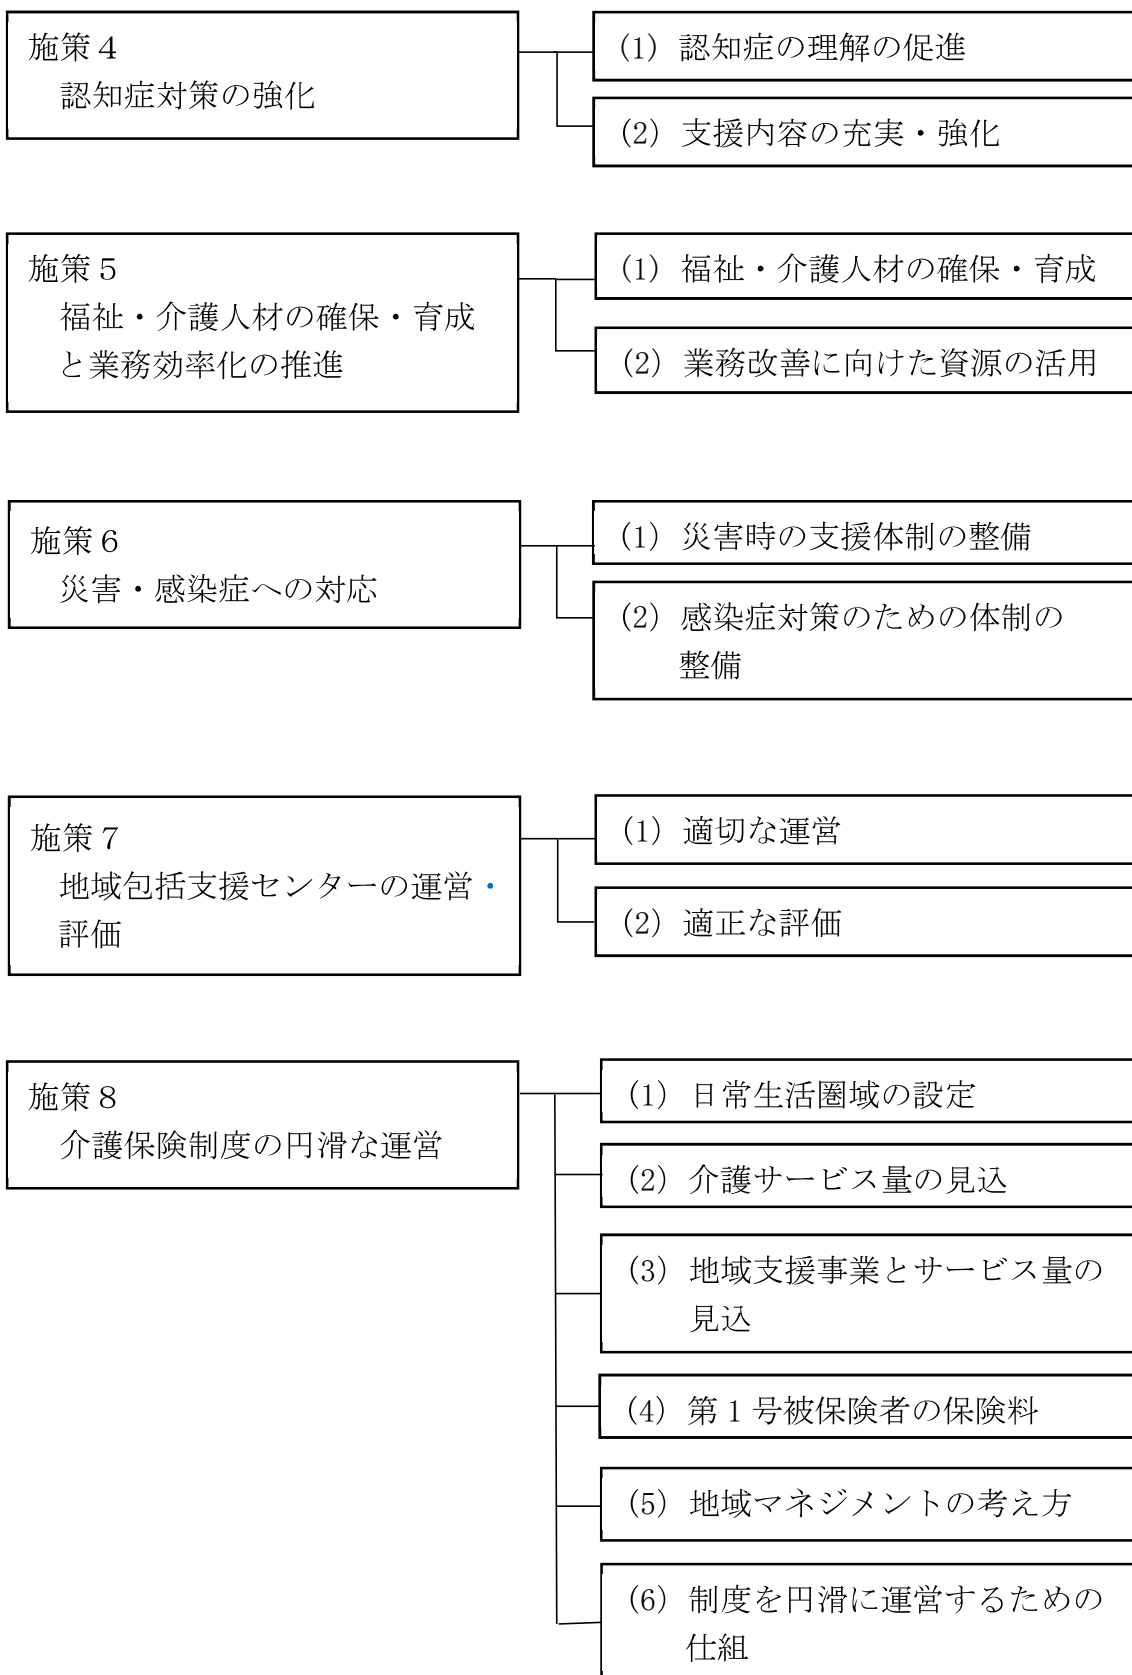 施策４
認知症対策の強化
(1) 認知症の理解の促進
(2) 支援内容の充実・強化
施策５
福祉・介護人材の確保・育成
と業務効率化の推進
(1) 福祉・介護人材の確保・育成
(2) 業務改善に向けた資源の活用
施策６
災害・感染症への対応
(1) 災害時の支援体制の整備
(2) 感染症対策のための体制の
整備
施策７
地域包括支援センターの運営・
評価
(1) 適切な運営
(2) 適正な評価
施策８
介護保険制度の円滑な運営
(1) 日常生活圏域の設定
(2) 介護サービス量の見込
(3) 地域支援事業とサービス量の
見込
(4) 第１号被保険者の保険料
(5) 地域マネジメントの考え方
(6) 制度を円滑に運営するための
仕組